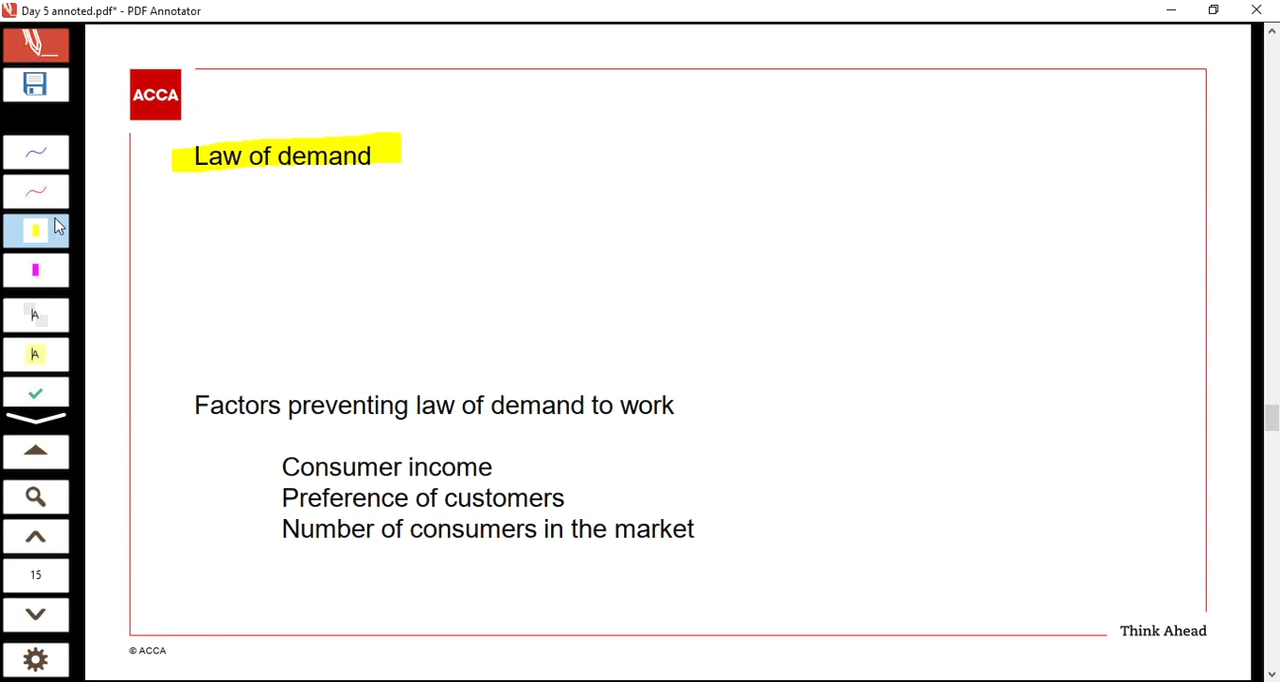 Day 5 annoted.pdf* - PDF Annotator
ACCA
Law of demand
Factors preventing law of demand to work
Consumer income
Preference of customers
Number of consumers in the market
A
A
15
Think Ahead
© ACCA